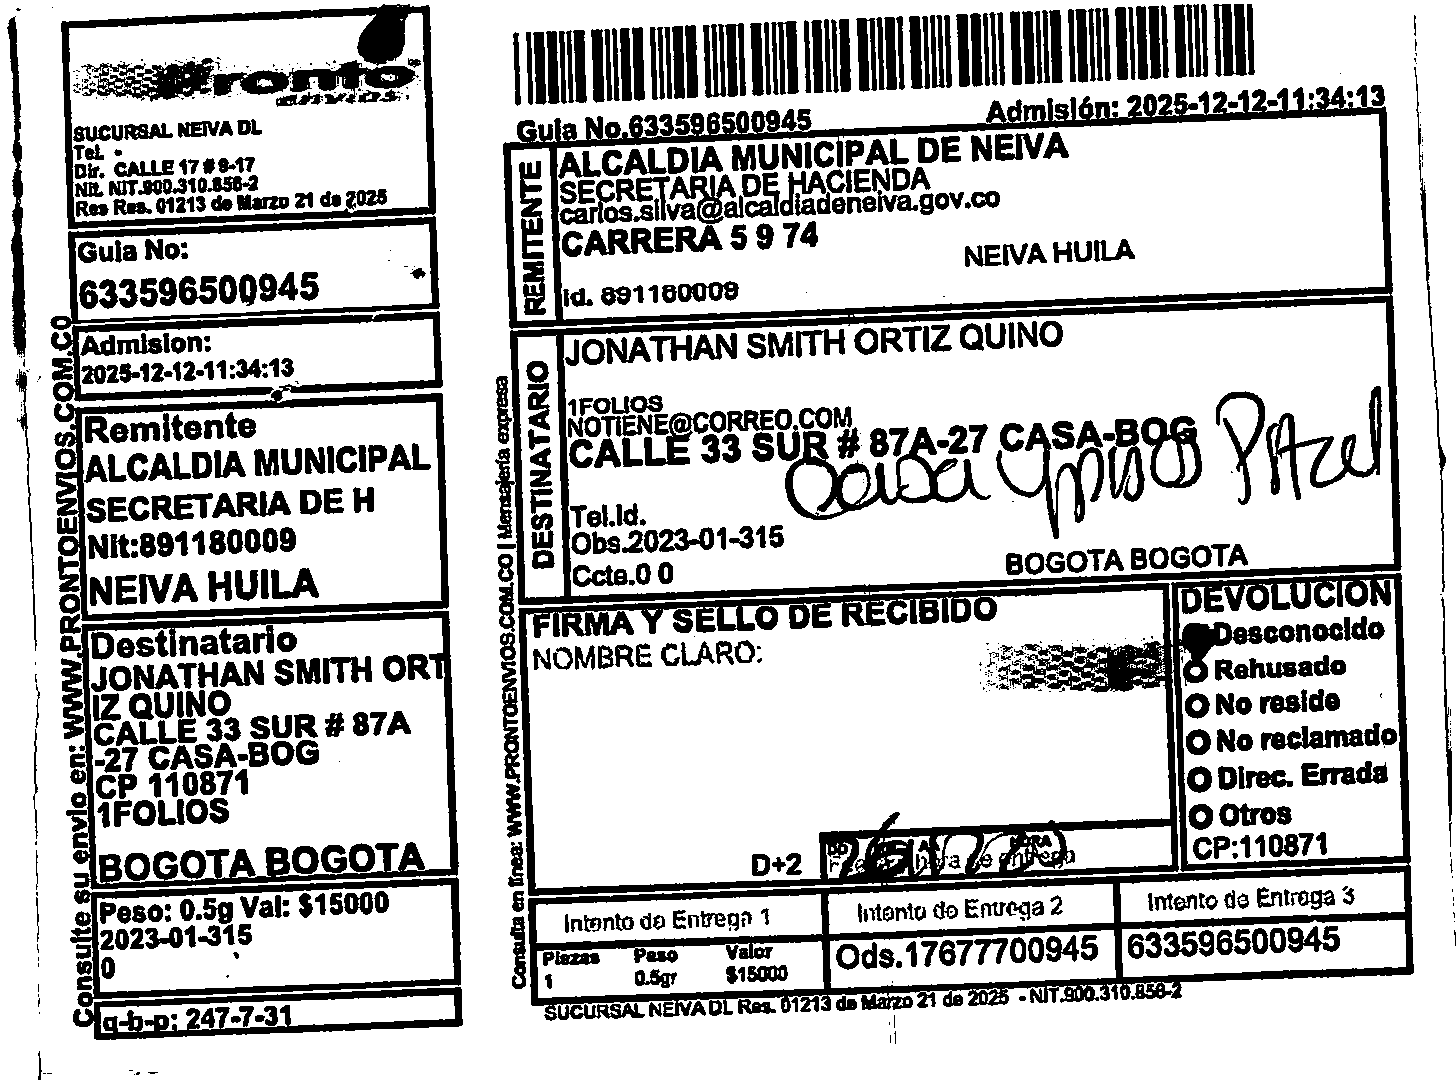 Pronto
envios
SUCURSAL NEIVA DL
Tel. -
Dir. CALLE 17 # 9-17
Nit. NIT.900.310.856-2
Res Res. 01213 de Marzo 21 de 2025
Guia No:
633596500945
Admision:
2025-12-12-11:34:13
Remitente
ALCALDIA MUNICIPAL
SECRETARIA DE H
Nit:891180009
NEIVA HUILA
Destinatario
JONATHAN SMITH ORT
IZ QUINO
CALLE 33 SUR # 87A
-27 CASA-BOG
CP 110871
1FOLIOS
BOGOTA BOGOTA
Peso: 0.5g Val: $15000
2023-01-315
0
q-b-p: 247-7-31
Consulte su envio en: WWW.PRONTOENVIOS.COM.CO
Guia No.633596500945
Admisión: 2025-12-12-11:34:13
REMITENTE
ALCALDIA MUNICIPAL DE NEIVA
SECRETARIA DE HACIENDA
carlos.silva@alcaldiadeneiva.gov.co
CARRERA 5 9 74
NEIVA HUILA
id. 891180009
DESTINATARIO
JONATHAN SMITH ORTIZ QUINO
1FOLIOS
NOTIENE@CORREO.COM
CALLE 33 SUR # 87A-27 CASA-BOG
Tel.Id.
Obs.2023-01-315
Ccte.0 0
BOGOTA BOGOTA
FIRMA Y SELLO DE RECIBIDO
NOMBRE CLARO:
D+2
DD
HORA
Fecha y hora de entrega
DEVOLUCION
Desconocido
Rehusado
No reside
No reclamado
Direc. Errada
Otros
CP:110871
Intento de Entrega 1
Intento de Entrega 2
Intento de Entrega 3
Piezas Peso Valor
1 0.5gr $15000
Ods.17677700945
633596500945
SUCURSAL NEIVA DL Res. 01213 de Marzo 21 de 2025 - NIT.900.310.856-2
Consulta en linea: WWW.PRONTOENVIOS.COM.CO | Mensajeria expresa